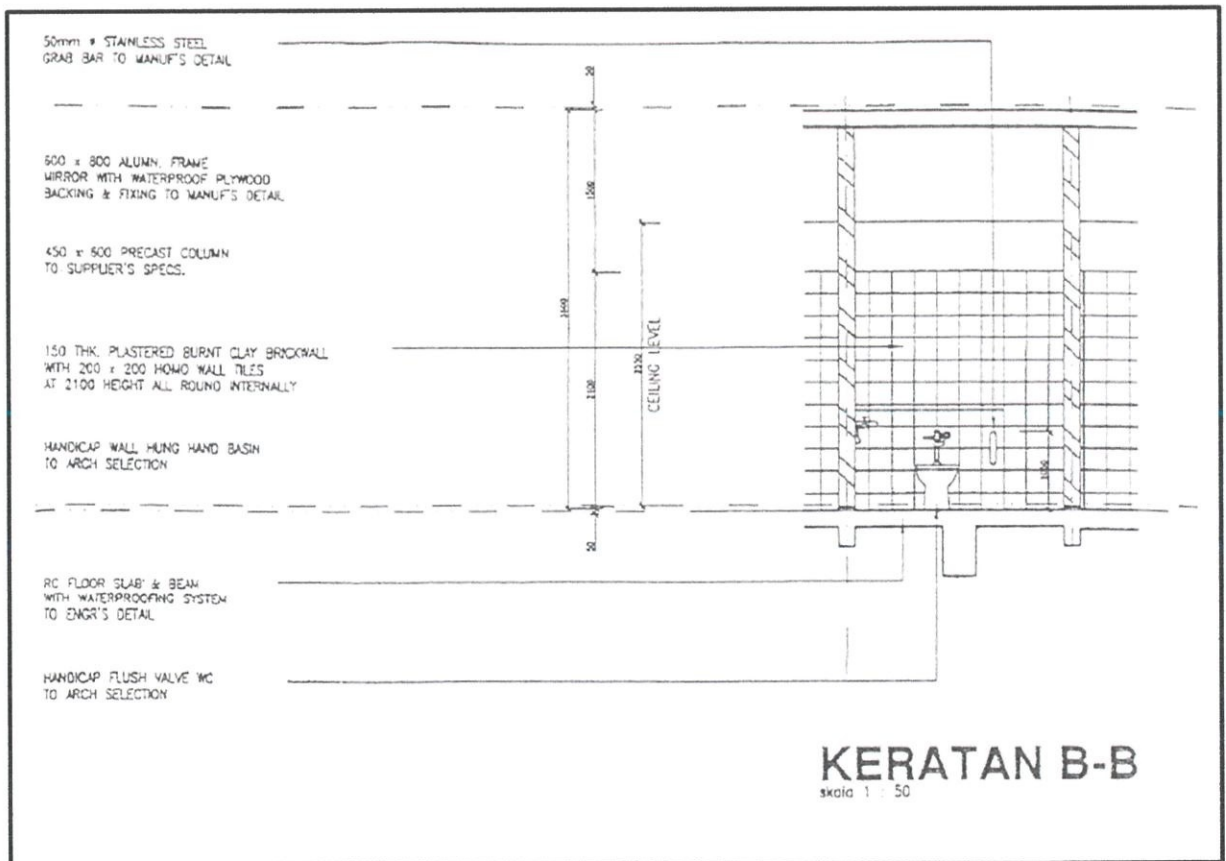 50mm ø STAINLESS STEEL
GRAB BAR TO MANUF'S DETAIL
600 x 800 ALUMN. FRAME
MIRROR WITH WATERPROOF PLYWOOD
BACKING & FIXING TO MANUF'S DETAIL
450 x 600 PRECAST COLUMN
TO SUPPLIER'S SPECS.
150 THK. PLASTERED BURNT CLAY BRICKWALL
WITH 200 x 200 HOMO WALL TILES
AT 2100 HEIGHT ALL ROUND INTERNALLY
HANDICAP WALL HUNG HAND BASIN
TO ARCH SELECTION
RC FLOOR SLAB & BEAM
WITH WATERPROOFING SYSTEM
TO ENGR'S DETAIL
HANDICAP FLUSH VALVE WC
TO ARCH SELECTION
50
2100
CEILING LEVEL
50
KERATAN B-B
skala 1 : 50